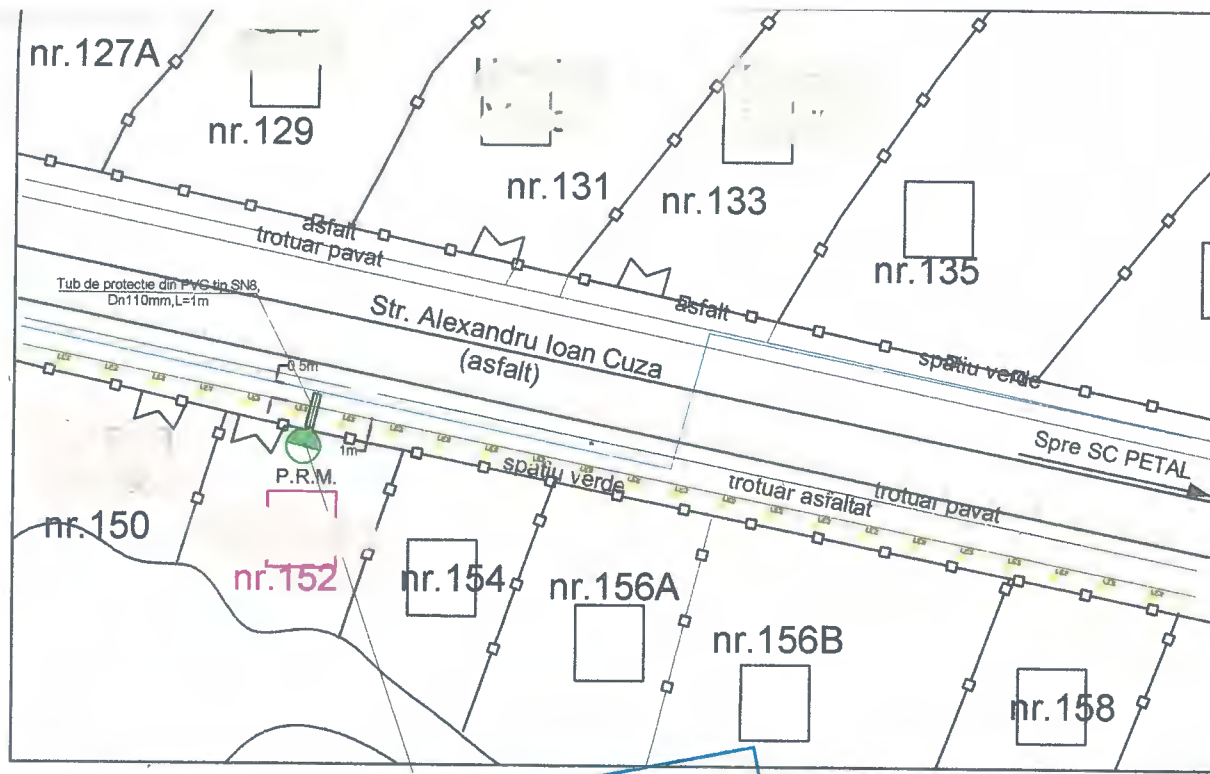 nr.127A
nr.129
nr.131
nr.133
nr.135
asfalt
trotuar pavat
Tub de protectie din PVC tip SN8,
Dn110mm,L=1m
Str. Alexandru Ioan Cuza
(asfalt)
asfalt
spatiu verde
0.5m
Spre SC PETAL
1m
P.R.M.
spatiu verde
trotuar asfaltat
trotuar pavat
nr.150
nr.152
nr.154
nr.156A
nr.156B
nr.158